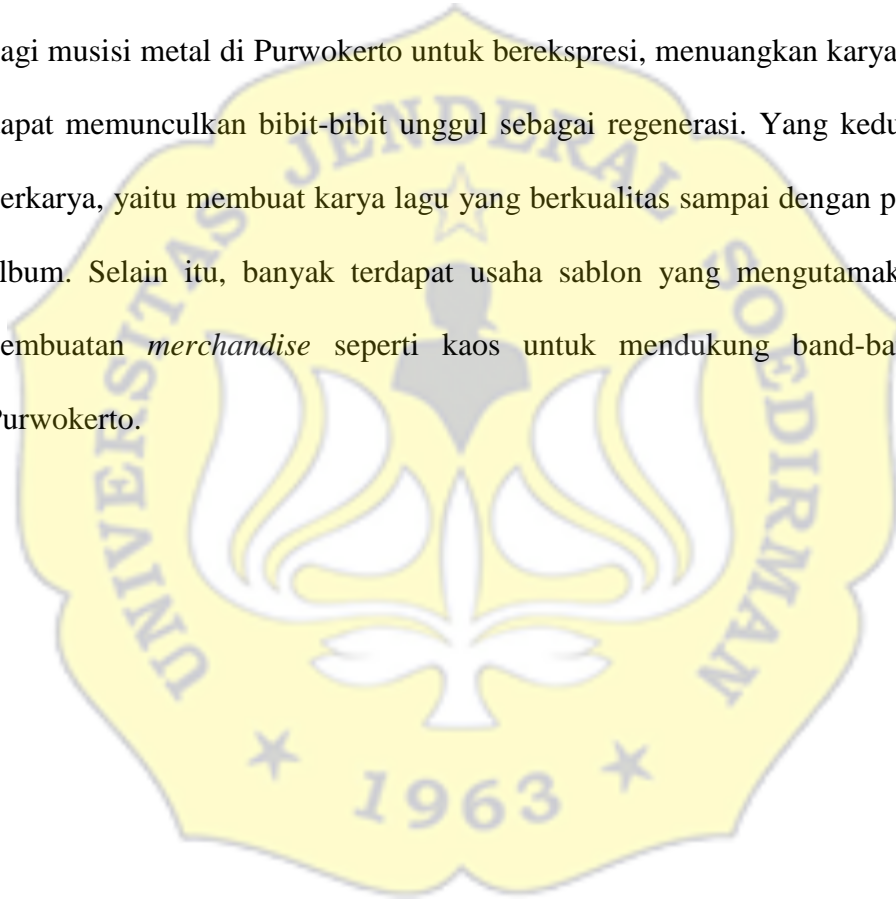 agi musisi metal di Purwokerto untuk berekspresi, menuangkan karya
apat memunculkan bibit-bibit unggul sebagai regenerasi. Yang kedu
erkarya, yaitu membuat karya lagu yang berkualitas sampai dengan p
lbum. Selain itu, banyak terdapat usaha sablon yang mengutamak
embuatan merchandise seperti kaos untuk mendukung band-ba
Purwokerto.
UNIVERSITAS JENDERAL SOEDIRMAN
1963